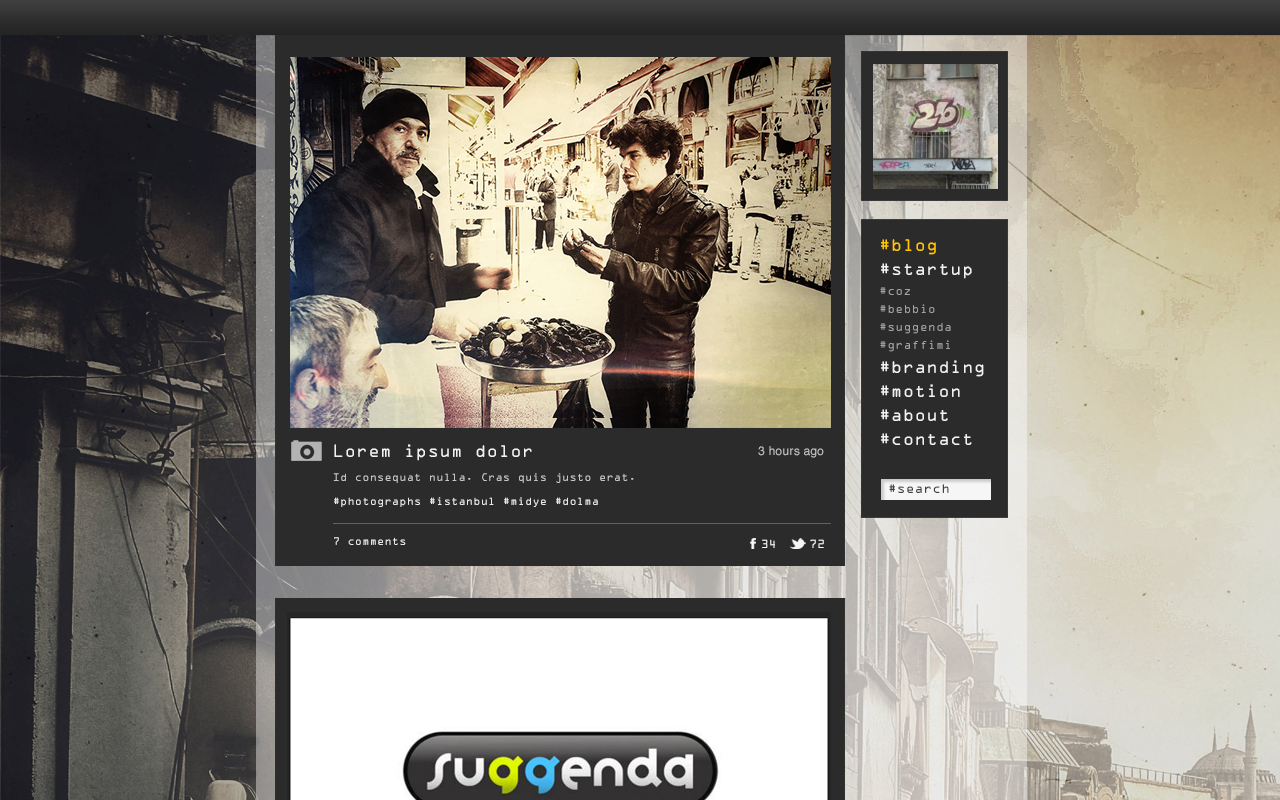 Lorem ipsum dolor
3 hours ago
Id consequat nulla. Cras quis justo erat.
#photographs #istanbul #midye #dolma
7 comments
34
72
suggenda
26
#blog
#startup
#coz
#bebbio
#suggenda
#graffimi
#branding
#motion
#about
#contact
#search